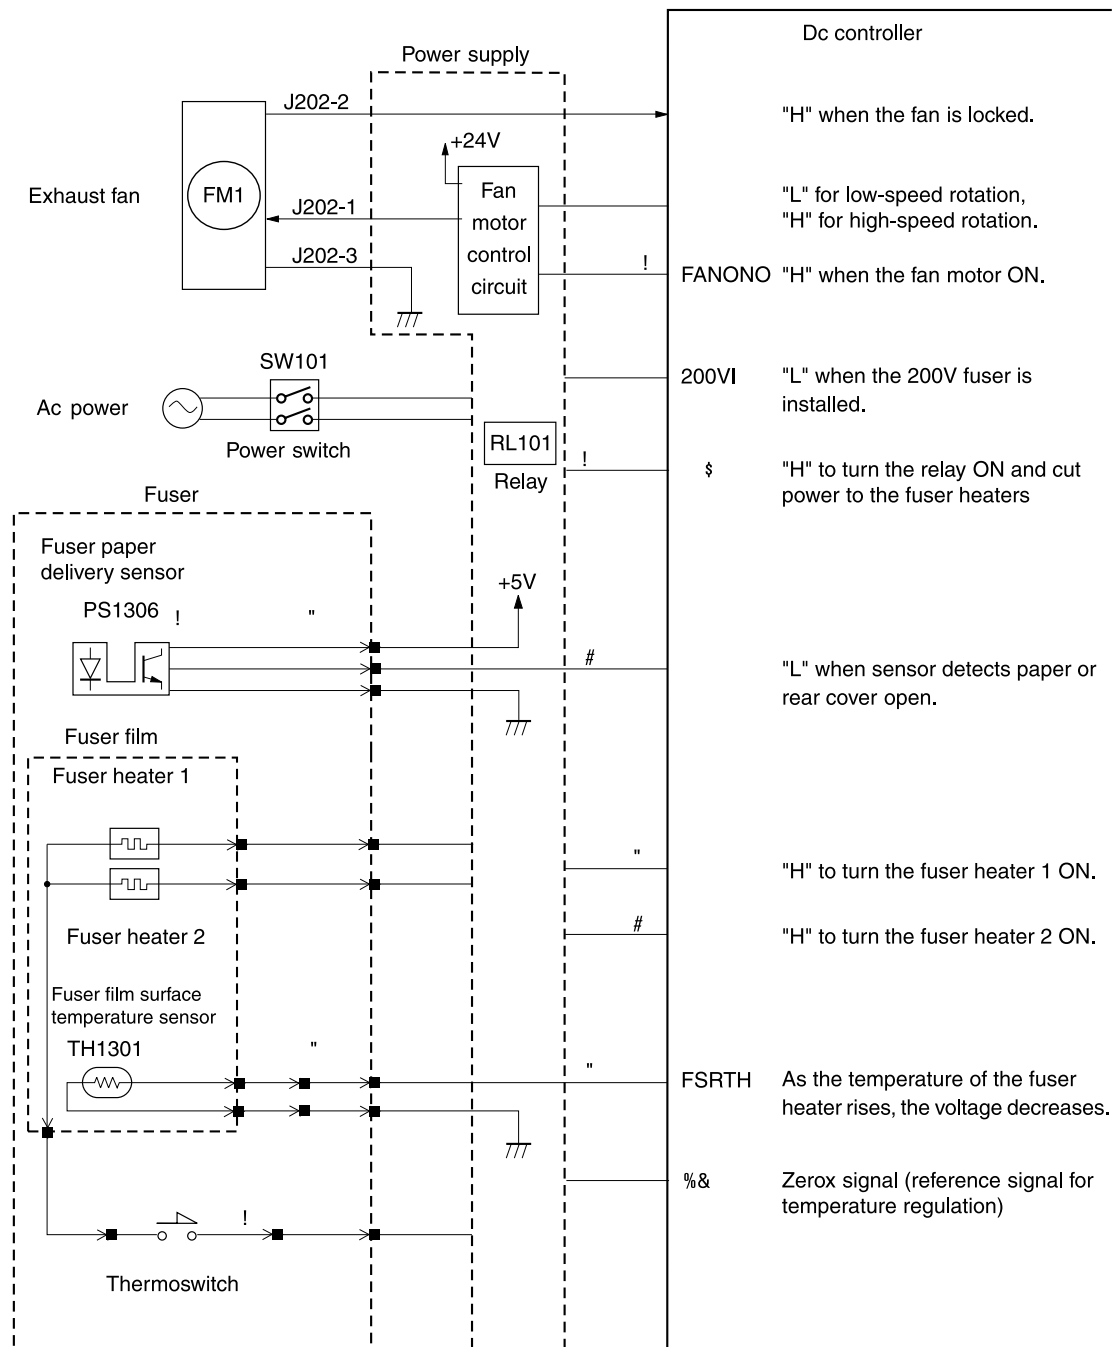 Dc controller
Power supply
J202-2
"H" when the fan is locked.
+24V
Exhaust fan
FM1
Fan
motor
control
circuit
"L" for low-speed rotation,
"H" for high-speed rotation.
J202-1
J202-3
!
FANONO
"H" when the fan motor ON.
SW101
200VI
"L" when the 200V fuser is
installed.
Ac power
Power switch
RL101
Relay
!
$
"H" to turn the relay ON and cut
power to the fuser heaters
Fuser
Fuser paper
delivery sensor
+5V
PS1306
!
"
#
"L" when sensor detects paper or
rear cover open.
Fuser film
Fuser heater 1
"
"H" to turn the fuser heater 1 ON.
Fuser heater 2
#
"H" to turn the fuser heater 2 ON.
Fuser film surface
temperature sensor
TH1301
"
"
FSRTH
As the temperature of the fuser
heater rises, the voltage decreases.
%&
Zerox signal (reference signal for
temperature regulation)
!
Thermoswitch